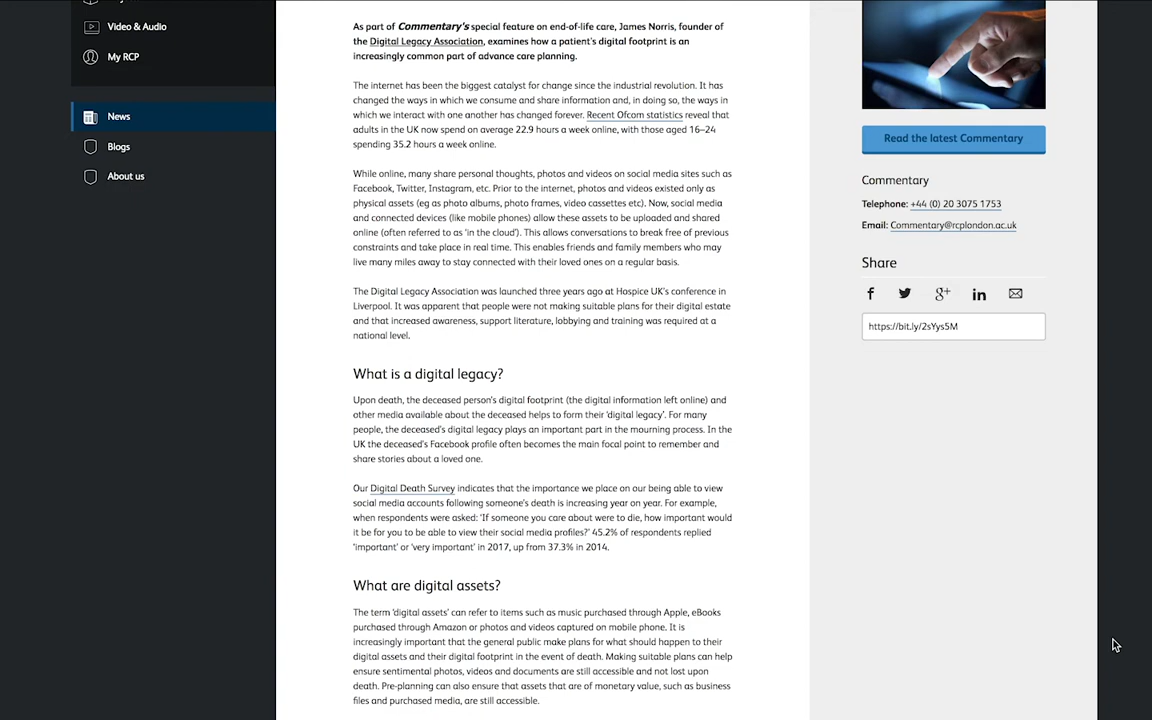 Video & Audio
My RCP
News
Blogs
About us
As part of Commentary's special feature on end-of-life care, James Norris, founder of
the Digital Legacy Association, examines how a patient's digital footprint is an
increasingly common part of advance care planning.
The internet has been the biggest catalyst for change since the industrial revolution. It has
changed the ways in which we consume and share information and, in doing so, the ways in
which we interact with one another has changed forever. Recent Ofcom statistics reveal that
adults in the UK now spend on average 22.9 hours a week online, with those aged 16–24
spending 35.2 hours a week online.
While online, many share personal thoughts, photos and videos on social media sites such as
Facebook, Twitter, Instagram, etc. Prior to the internet, photos and videos existed only as
physical assets (eg as photo albums, photo frames, video cassettes etc). Now, social media
and connected devices (like mobile phones) allow these assets to be uploaded and shared
online (often referred to as 'in the cloud'). This allows conversations to break free of previous
constraints and take place in real time. This enables friends and family members who may
live many miles away to stay connected with their loved ones on a regular basis.
The Digital Legacy Association was launched three years ago at Hospice UK's conference in
Liverpool. It was apparent that people were not making suitable plans for their digital estate
and that increased awareness, support literature, lobbying and training was required at a
national level.
What is a digital legacy?
Upon death, the deceased person's digital footprint (the digital information left online) and
other media available about the deceased helps to form their 'digital legacy'. For many
people, the deceased's digital legacy plays an important part in the mourning process. In the
UK the deceased's Facebook profile often becomes the main focal point to remember and
share stories about a loved one.
Our Digital Death Survey indicates that the importance we place on our being able to view
social media accounts following someone's death is increasing year on year. For example,
when respondents were asked: 'If someone you care about were to die, how important would
it be for you to be able to view their social media profiles?' 45.2% of respondents replied
'important' or 'very important' in 2017, up from 37.3% in 2014.
What are digital assets?
The term 'digital assets' can refer to items such as music purchased through Apple, eBooks
purchased through Amazon or photos and videos captured on mobile phone. It is
increasingly important that the general public make plans for what should happen to their
digital assets and their digital footprint in the event of death. Making suitable plans can help
ensure sentimental photos, videos and documents are still accessible and not lost upon
death. Pre-planning can also ensure that assets that are of monetary value, such as business
files and purchased media, are still accessible.
Read the latest Commentary
Commentary
Telephone: +44 (0) 20 3075 1753
Email: Commentary@rcplondon.ac.uk
Share
https://bit.ly/2sYys5M